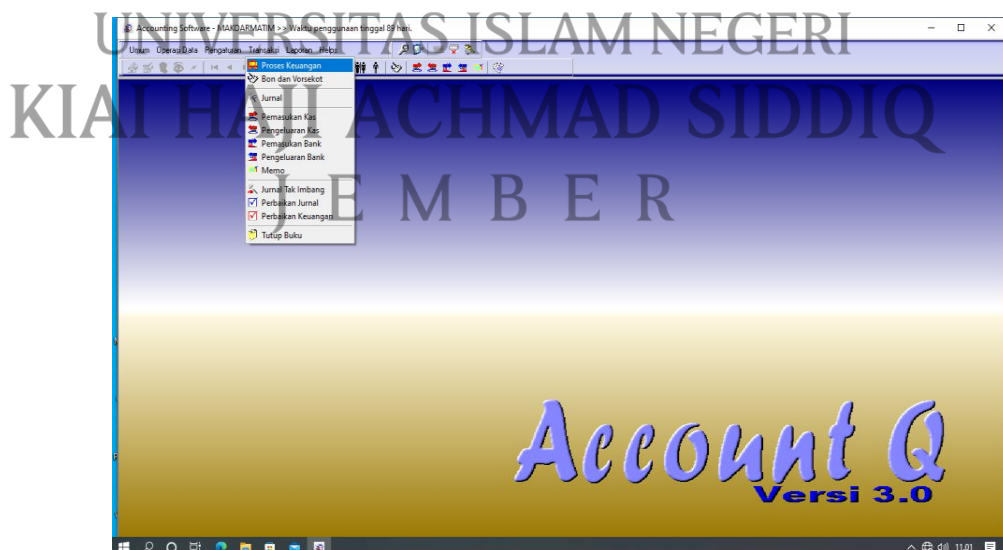 UNIVERSITAS ISLAM NEGERI
Accounting Software - MAKDARMATIM >> Waktu penggunaan tinggal 89 hari.
Umum Operasi Data Pengaturan Transaksi Laporan Helps
Proses Keuangan
Bon dan Vorsekot
Jurnal
KIAI HAJI ACHMAD SIDDIQ
Pemasukan Kas
Pengeluaran Kas
Pemasukan Bank
Pengeluaran Bank
Memo
JEMBER
Jurnal Tak Imbang
Perbaikan Jurnal
Perbaikan Keuangan
Tutup Buku
Account Q
Versi 3.0
11.01